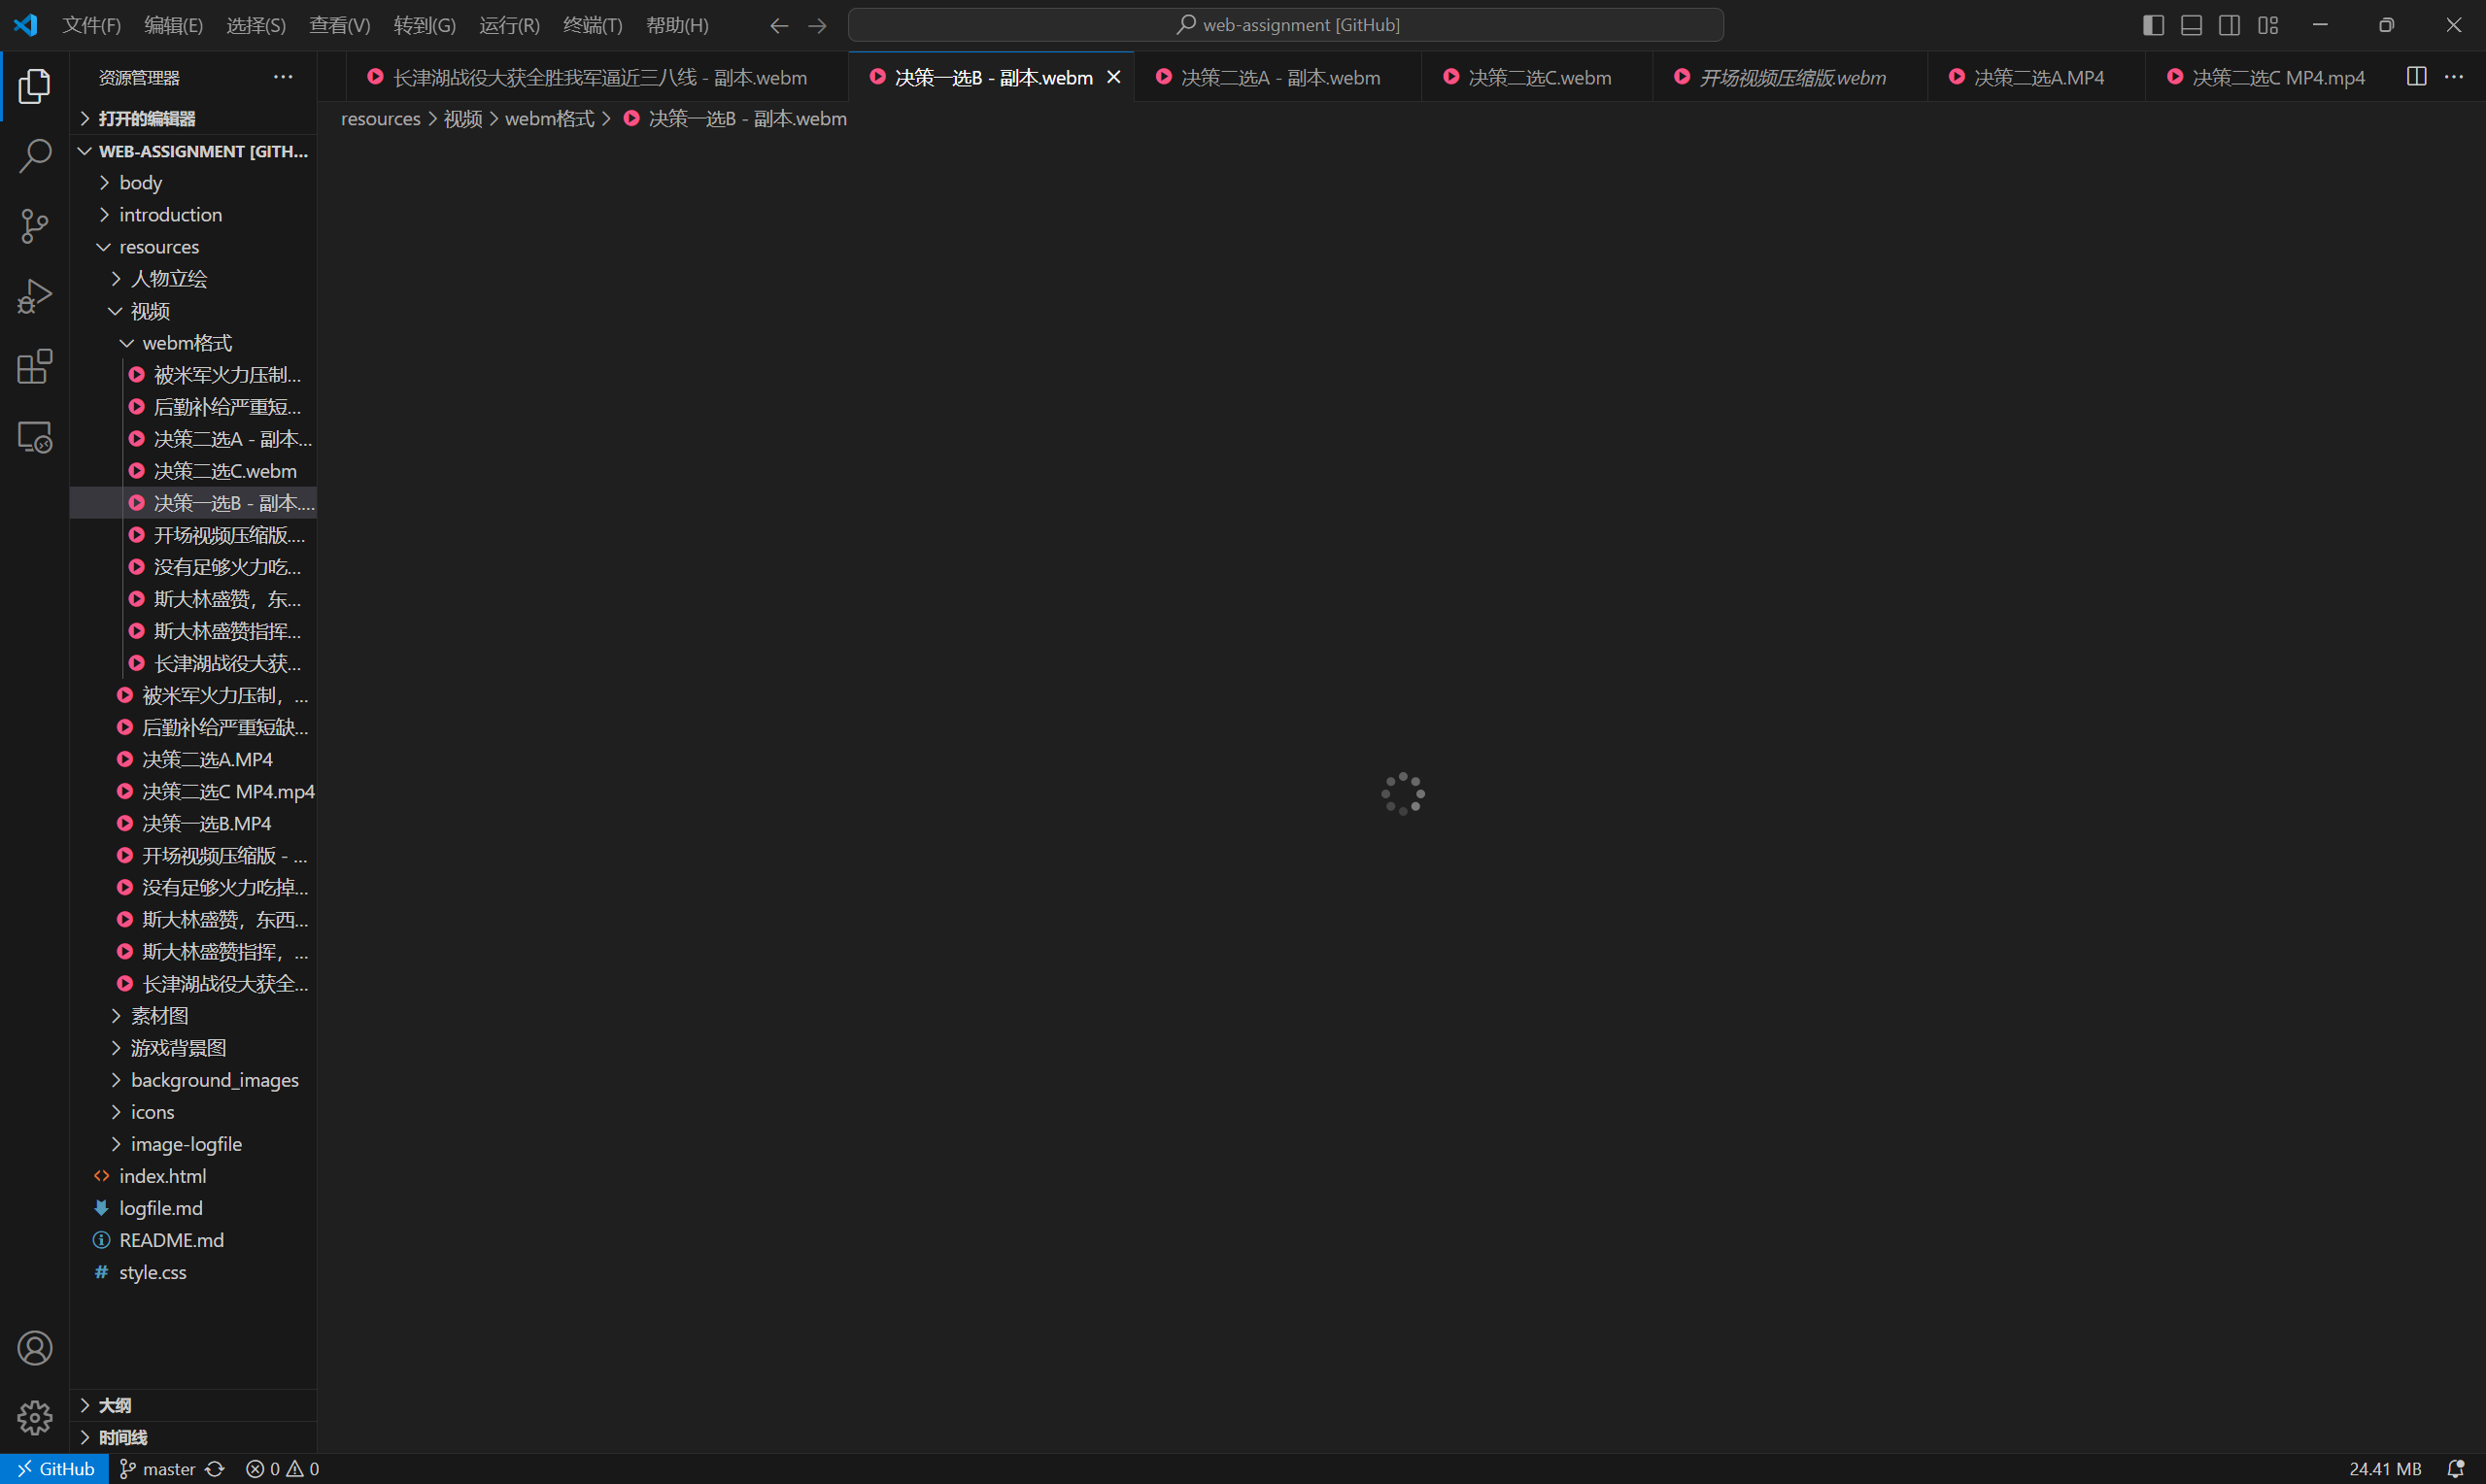 文件(F) 编辑(E) 选择(S) 查看(V) 转到(G) 运行(R) 终端(T) 帮助(H) web-assignment [GitHub]
资源管理器
长津湖战役大获全胜我军逼近三八线 - 副本.webm 决策一选B - 副本.webm 决策二选A - 副本.webm 决策二选C.webm 开场视频压缩版.webm 决策二选A.MP4 决策二选C MP4.mp4
resources > 视频 > webm格式 > 决策一选B - 副本.webm
打开的编辑器
WEB-ASSIGNMENT [GITH...
body
introduction
resources
人物立绘
视频
webm格式
被米军火力压制...
后勤补给严重短...
决策二选A - 副本...
决策二选C.webm
决策一选B - 副本....
开场视频压缩版....
没有足够火力吃...
斯大林盛赞，东...
斯大林盛赞指挥...
长津湖战役大获...
被米军火力压制，...
后勤补给严重短缺...
决策二选A.MP4
决策二选C MP4.mp4
决策一选B.MP4
开场视频压缩版 - ...
没有足够火力吃掉...
斯大林盛赞，东西...
斯大林盛赞指挥，...
长津湖战役大获全...
素材图
游戏背景图
background_images
icons
image-logfile
index.html
logfile.md
README.md
style.css
大纲
时间线
GitHub master 0 0 24.41 MB